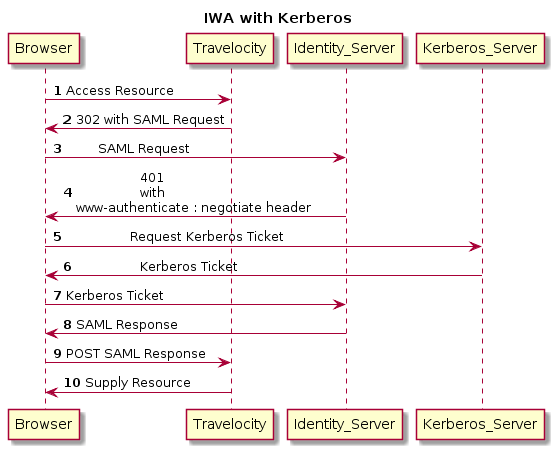 IWA with Kerberos
Browser Travelocity Identity_Server Kerberos_Server
1 Access Resource
2 302 with SAML Request
3 SAML Request
401
with
4
www-authenticate : negotiate header
5 Request Kerberos Ticket
6 Kerberos Ticket
7 Kerberos Ticket
8 SAML Response
9 POST SAML Response
10 Supply Resource
Browser Travelocity Identity_Server Kerberos_Server